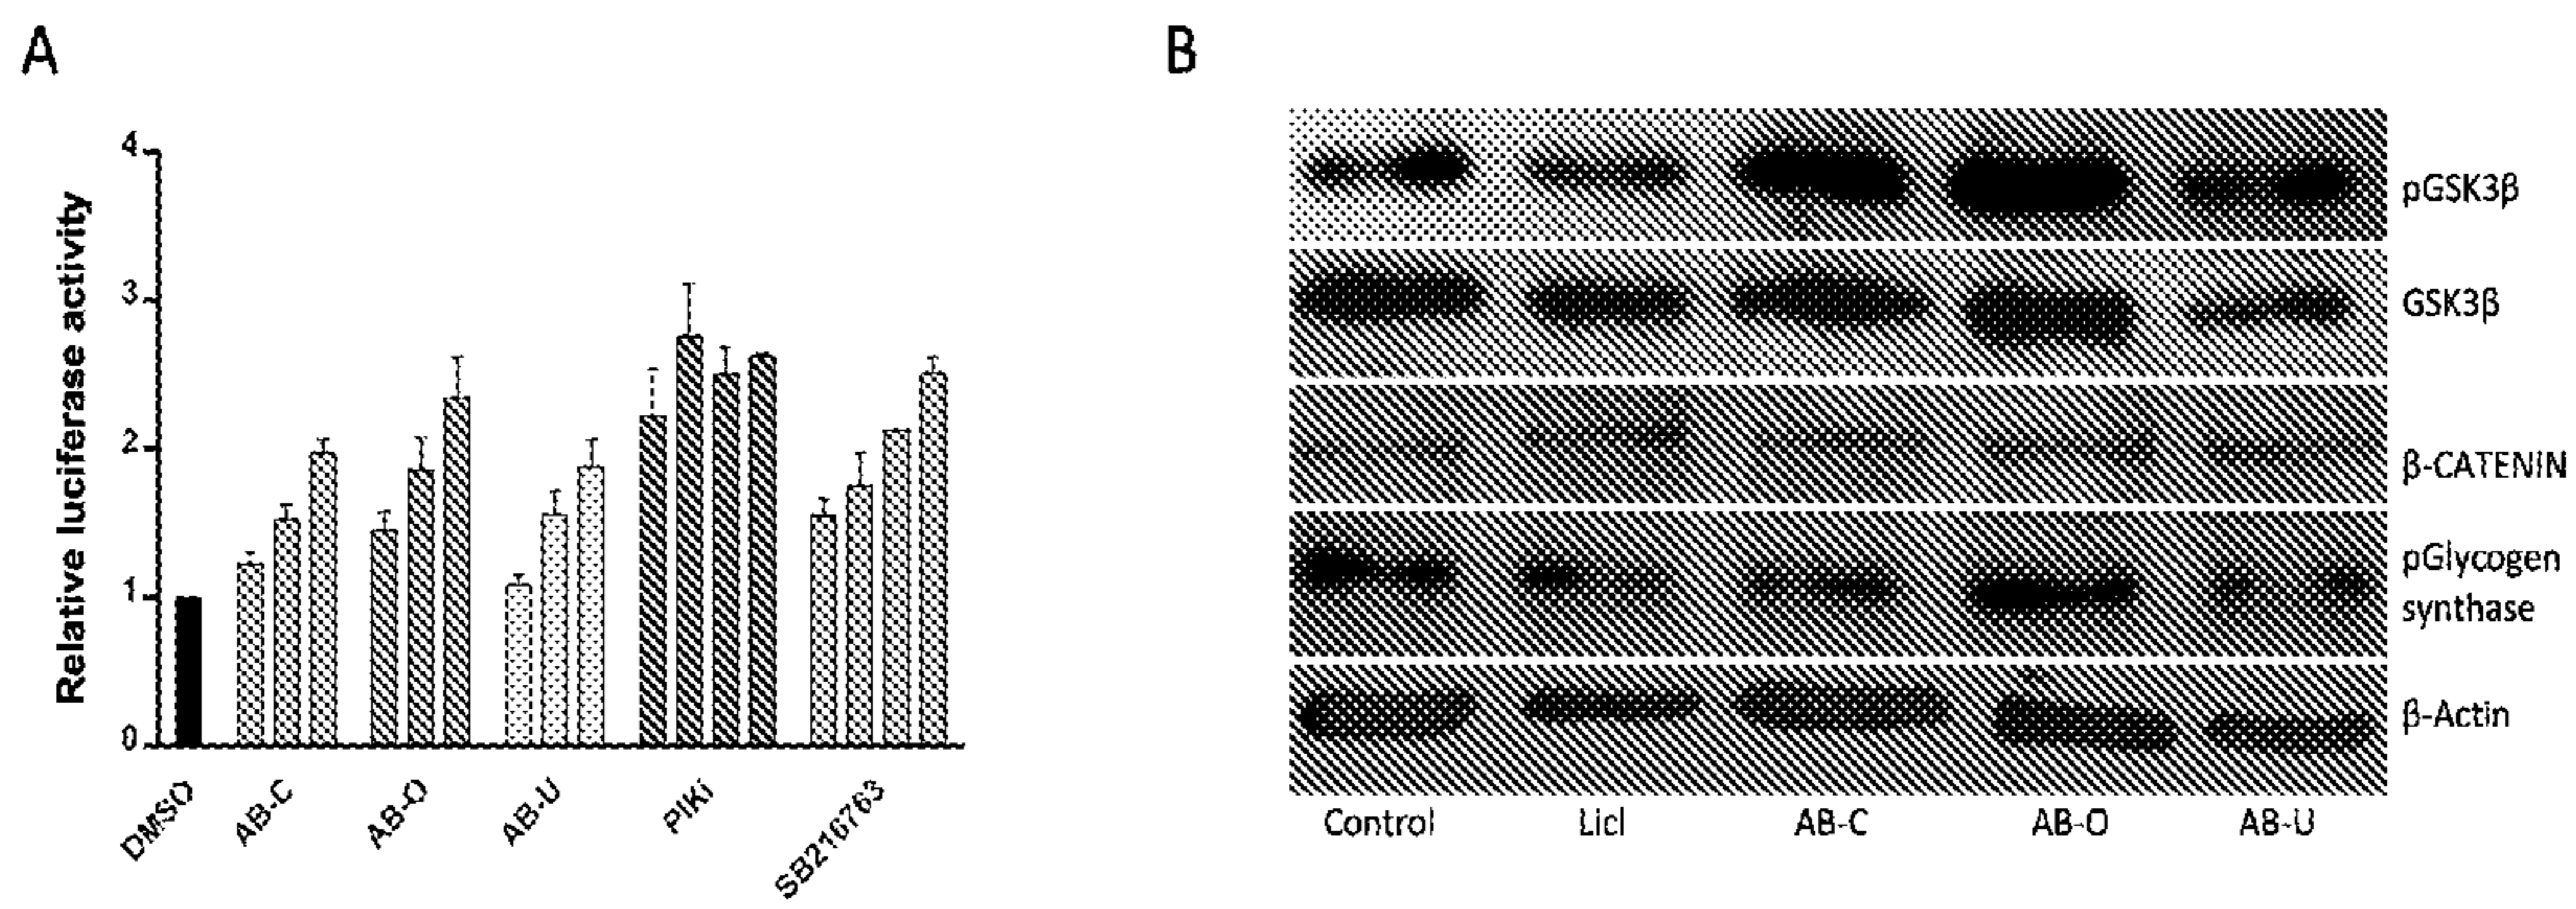 A
B
Relative luciferase activity
4
3
2
1
0
DMSO
AB-C
AB-O
AB-U
PIKi
SB216763
pGSK3β
GSK3β
β-CATENIN
pGlycogen
synthase
β-Actin
Control
Licl
AB-C
AB-O
AB-U